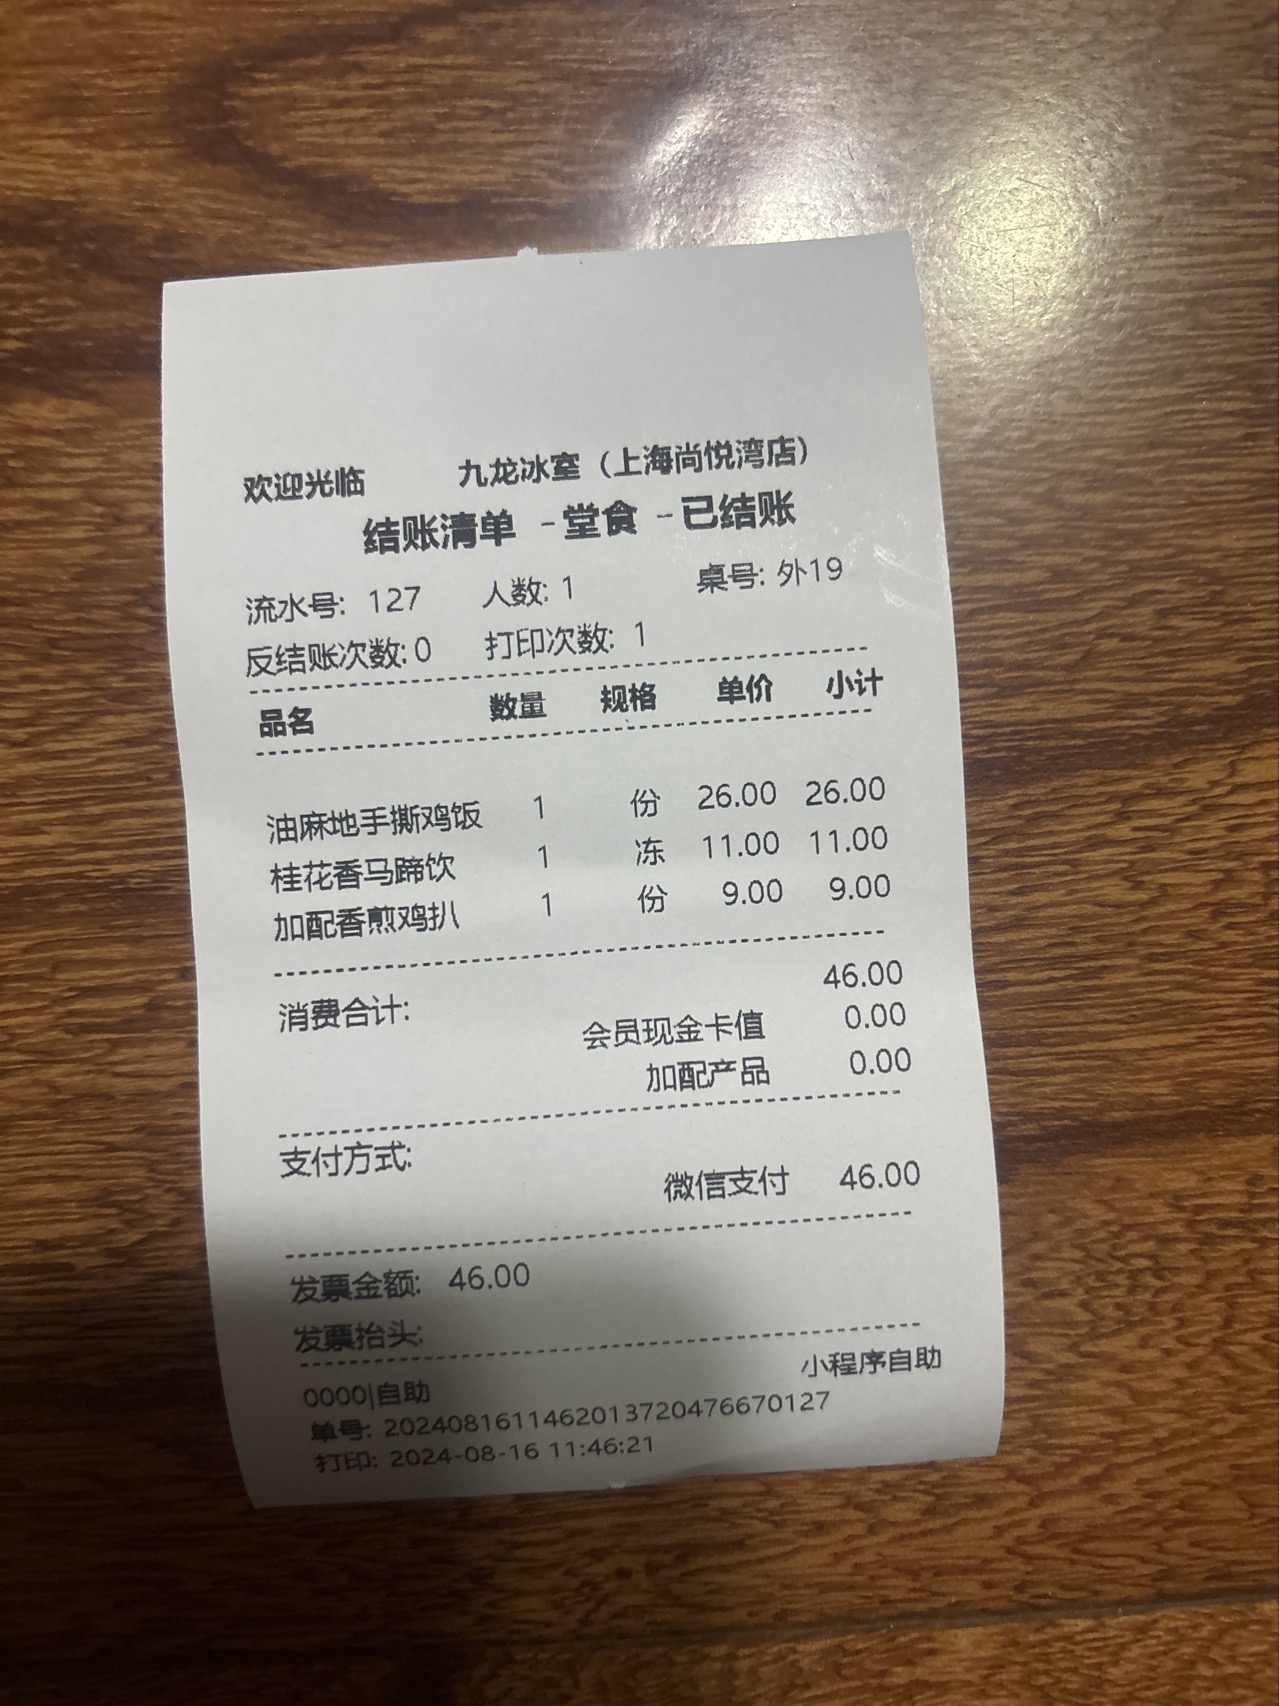 欢迎光临 九龙冰室（上海尚悦湾店）
结账清单 -堂食 -已结账
流水号: 127 人数: 1 桌号: 外19
反结账次数: 0 打印次数: 1
品名 数量 规格 单价 小计
油麻地手撕鸡饭 1 份 26.00 26.00
桂花香马蹄饮 1 冻 11.00 11.00
加配香煎鸡扒 1 份 9.00 9.00
消费合计: 46.00
会员现金卡值 0.00
加配产品 0.00
支付方式:
微信支付 46.00
发票金额: 46.00
发票抬头:
0000|自助 小程序自助
单号: 20240816114620137204766​70127
打印: 2024-08-16 11:46:21